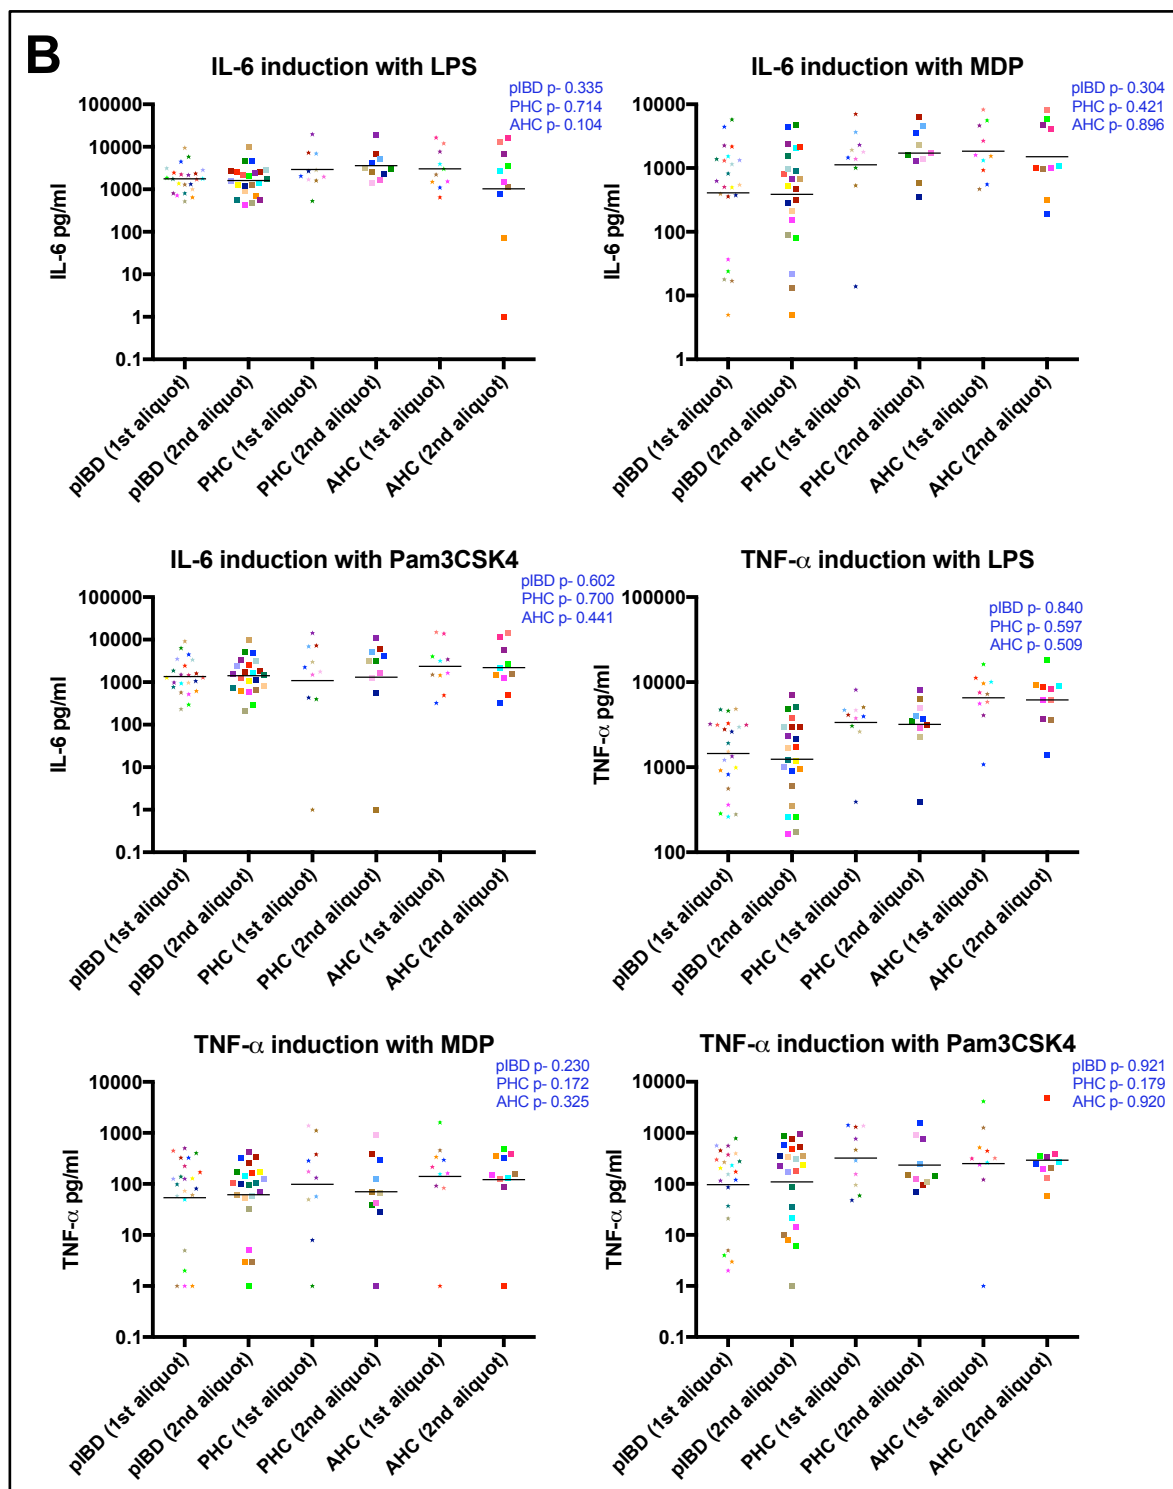 B
IL-6 induction with LPS
pIBD p- 0.335
PHC p- 0.714
AHC p- 0.104
100000
10000
1000
100
10
1
0.1
IL-6 pg/ml
pIBD (1st aliquot)
pIBD (2nd aliquot)
PHC (1st aliquot)
PHC (2nd aliquot)
AHC (1st aliquot)
AHC (2nd aliquot)
IL-6 induction with MDP
pIBD p- 0.304
PHC p- 0.421
AHC p- 0.896
10000
1000
100
10
1
IL-6 pg/ml
pIBD (1st aliquot)
pIBD (2nd aliquot)
PHC (1st aliquot)
PHC (2nd aliquot)
AHC (1st aliquot)
AHC (2nd aliquot)
IL-6 induction with Pam3CSK4
pIBD p- 0.602
PHC p- 0.700
AHC p- 0.441
100000
10000
1000
100
10
1
0.1
IL-6 pg/ml
pIBD (1st aliquot)
pIBD (2nd aliquot)
PHC (1st aliquot)
PHC (2nd aliquot)
AHC (1st aliquot)
AHC (2nd aliquot)
TNF-α induction with LPS
pIBD p- 0.840
PHC p- 0.597
AHC p- 0.509
100000
10000
1000
100
TNF-α pg/ml
pIBD (1st aliquot)
pIBD (2nd aliquot)
PHC (1st aliquot)
PHC (2nd aliquot)
AHC (1st aliquot)
AHC (2nd aliquot)
TNF-α induction with MDP
pIBD p- 0.230
PHC p- 0.172
AHC p- 0.325
10000
1000
100
10
1
0.1
TNF-α pg/ml
pIBD (1st aliquot)
pIBD (2nd aliquot)
PHC (1st aliquot)
PHC (2nd aliquot)
AHC (1st aliquot)
AHC (2nd aliquot)
TNF-α induction with Pam3CSK4
pIBD p- 0.921
PHC p- 0.179
AHC p- 0.920
10000
1000
100
10
1
0.1
TNF-α pg/ml
pIBD (1st aliquot)
pIBD (2nd aliquot)
PHC (1st aliquot)
PHC (2nd aliquot)
AHC (1st aliquot)
AHC (2nd aliquot)